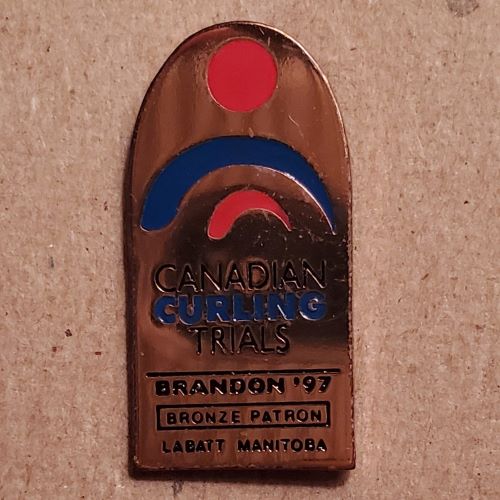 CANADIAN
CURLING
TRIALS
BRANDON '97
BRONZE PATRON
LABATT MANITOBA